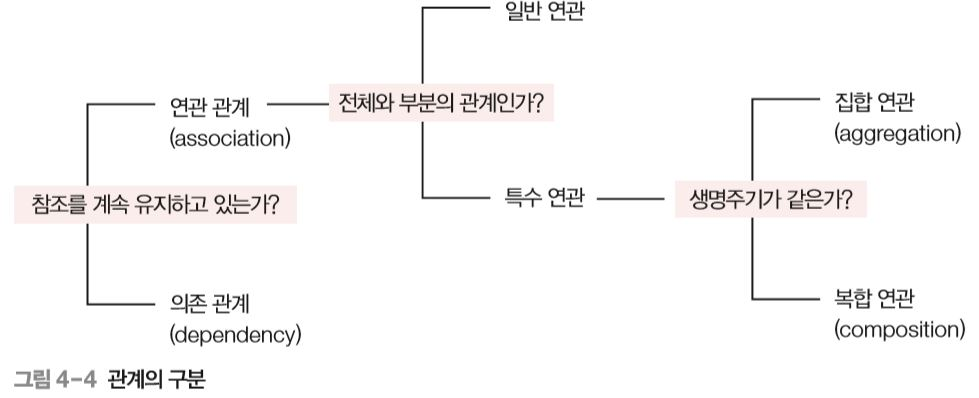 일반 연관
연관 관계
(association)
전체와 부분의 관계인가?
집합 연관
(aggregation)
참조를 계속 유지하고 있는가?
특수 연관
생명주기가 같은가?
의존 관계
(dependency)
복합 연관
(composition)
그림 4-4 관계의 구분